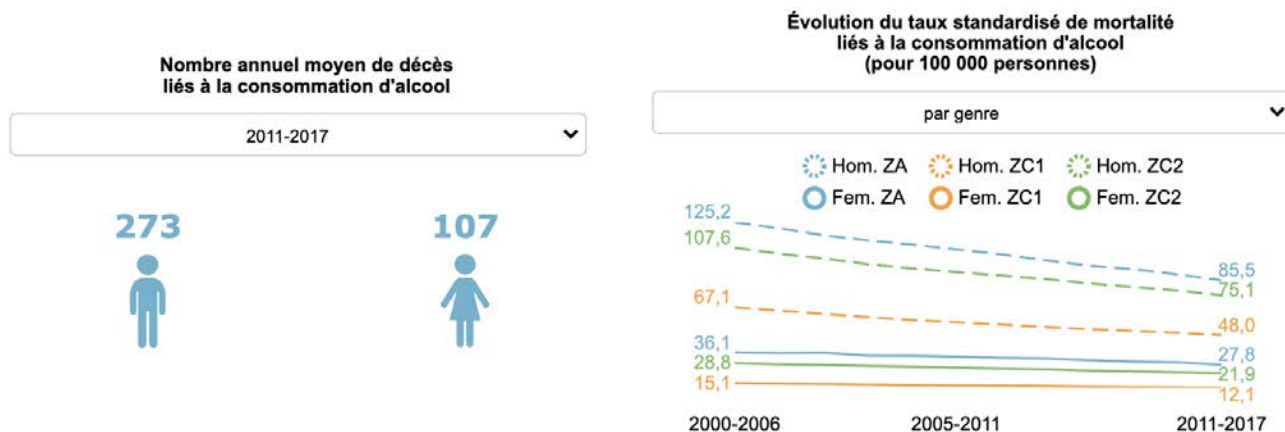 Nombre annuel moyen de décès
liés à la consommation d'alcool
2011-2017
273
107
Évolution du taux standardisé de mortalité
liés à la consommation d'alcool
(pour 100 000 personnes)
par genre
Hom. ZA Hom. ZC1 Hom. ZC2
Fem. ZA Fem. ZC1 Fem. ZC2
125,2
107,6
67,1
36,1
28,8
15,1
85,5
75,1
48,0
27,8
21,9
12,1
2000-2006 2005-2011 2011-2017